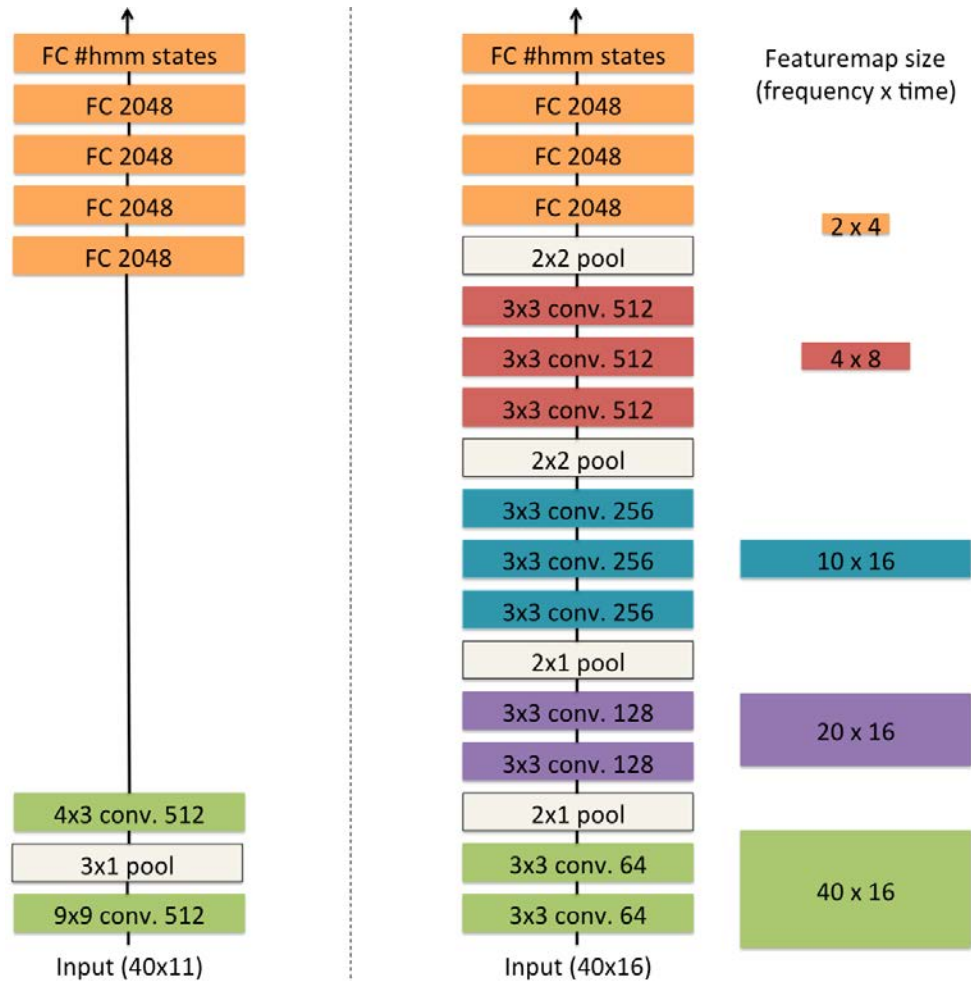 FC #hmm states
FC 2048
FC 2048
FC 2048
FC 2048
4x3 conv. 512
3x1 pool
9x9 conv. 512
Input (40x11)
FC #hmm states
FC 2048
FC 2048
FC 2048
2x2 pool
3x3 conv. 512
3x3 conv. 512
3x3 conv. 512
2x2 pool
3x3 conv. 256
3x3 conv. 256
3x3 conv. 256
2x1 pool
3x3 conv. 128
3x3 conv. 128
2x1 pool
3x3 conv. 64
3x3 conv. 64
Input (40x16)
Featuremap size
(frequency x time)
2 x 4
4 x 8
10 x 16
20 x 16
40 x 16